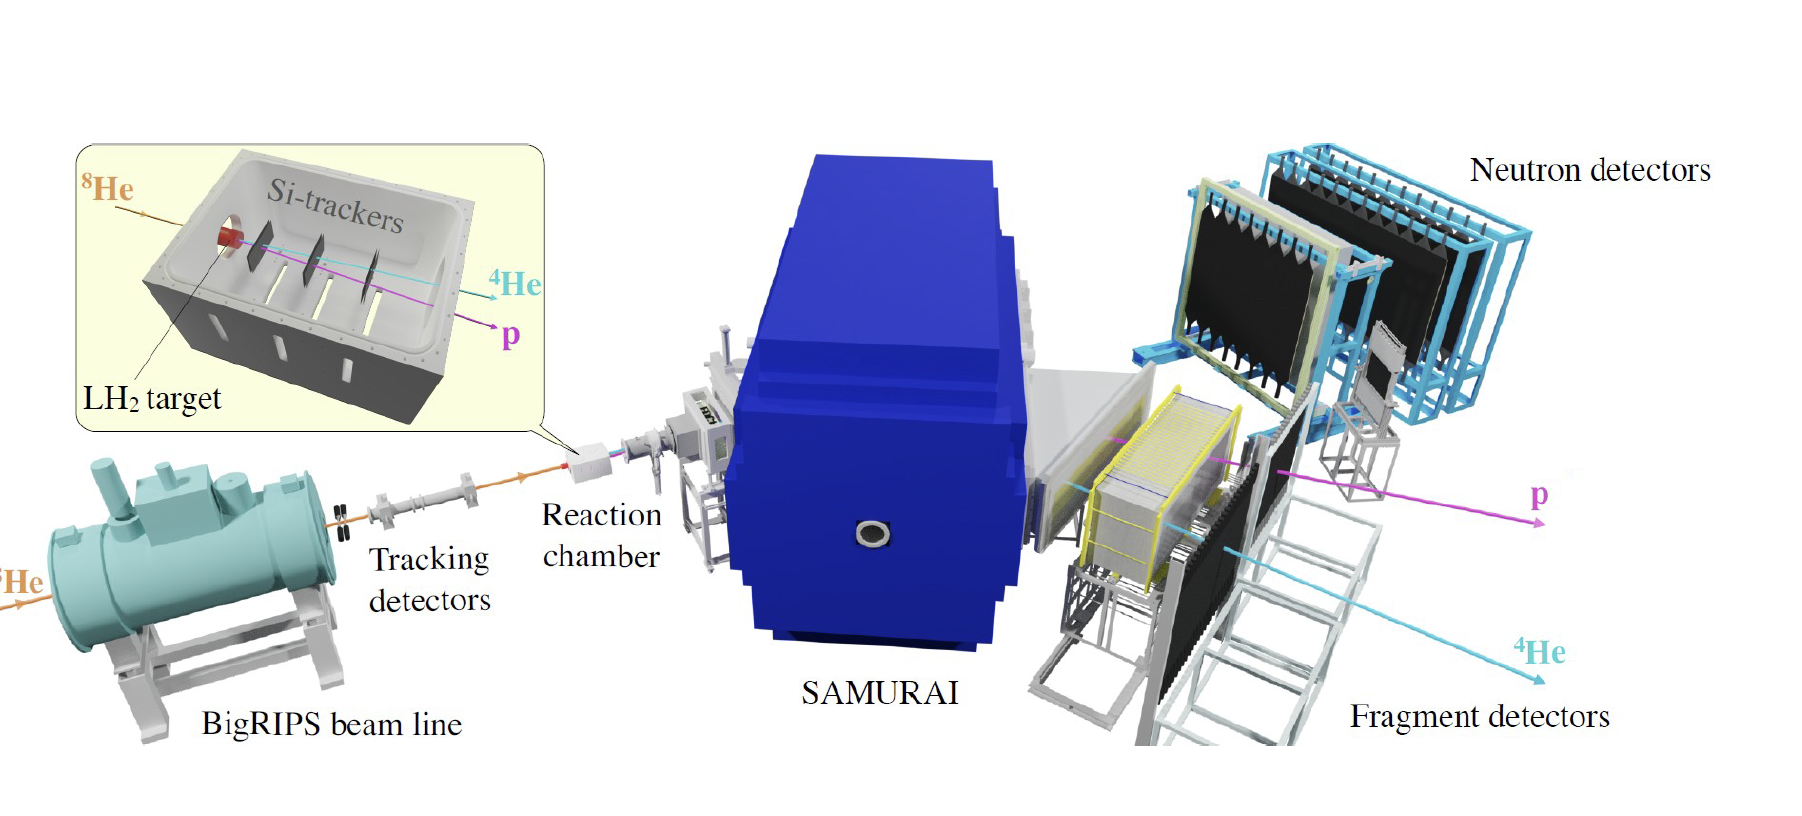 ⁸He
Si-trackers
⁴He
p
LH₂ target
Neutron detectors
Reaction
chamber
Tracking
detectors
He
BigRIPS beam line
SAMURAI
p
⁴He
Fragment detectors